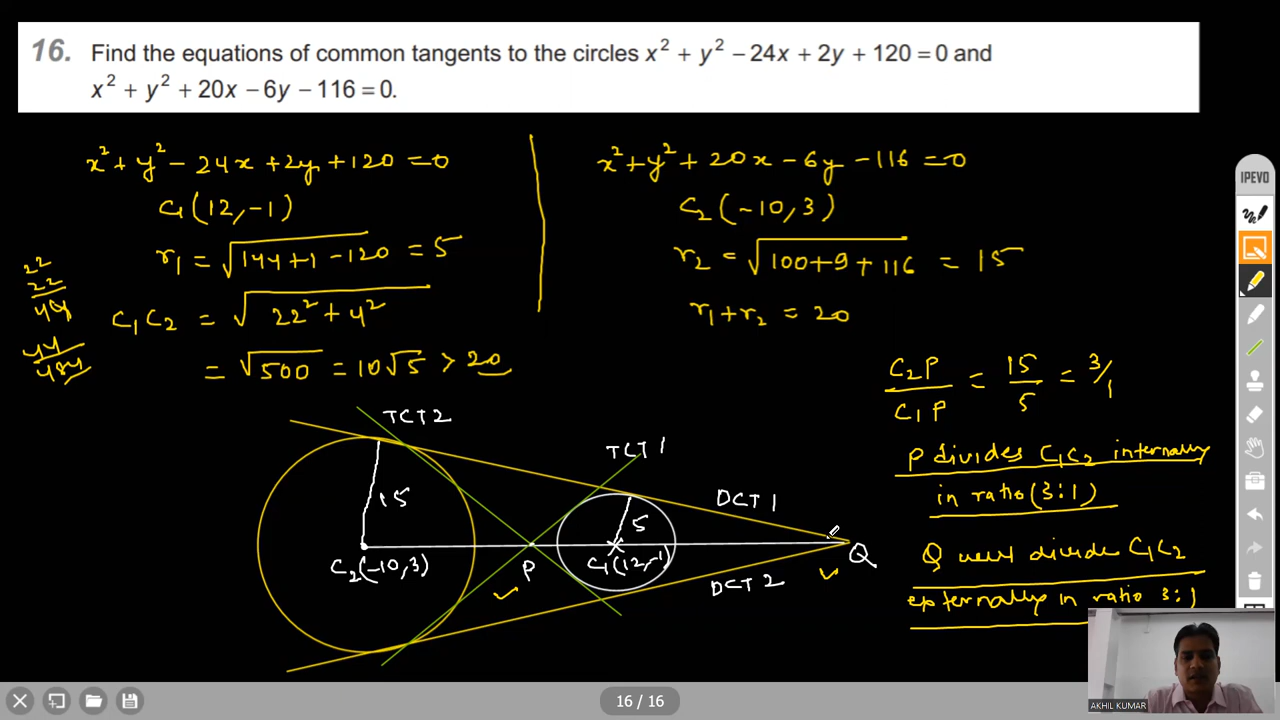 16. Find the equations of common tangents to the circles x² + y² − 24x + 2y + 120 = 0 and
x² + y² + 20x − 6y − 116 = 0.
x² + y² − 24x + 2y + 120 = 0
C₁(12, −1)
r₁ = √144+1−120 = 5
22
22
44
44
484
C₁C₂ = √22² + 4²
= √500 = 10√5 > 20
x² + y² + 20x − 6y − 116 = 0
C₂(−10, 3)
r₂ = √100+9+116 = 15
r₁ + r₂ = 20
C₂P / C₁P = 15/5 = 3/1
P divides C₁C₂ internally
in ratio (3:1)
Q will divide C₁C₂
externally in ratio 3:1
TCT 2
TCT 1
DCT 1
15
5
C₂(−10, 3)
P
C₁(12, −1)
Q
DCT 2
IPEVO
16 / 16
AKHIL KUMAR